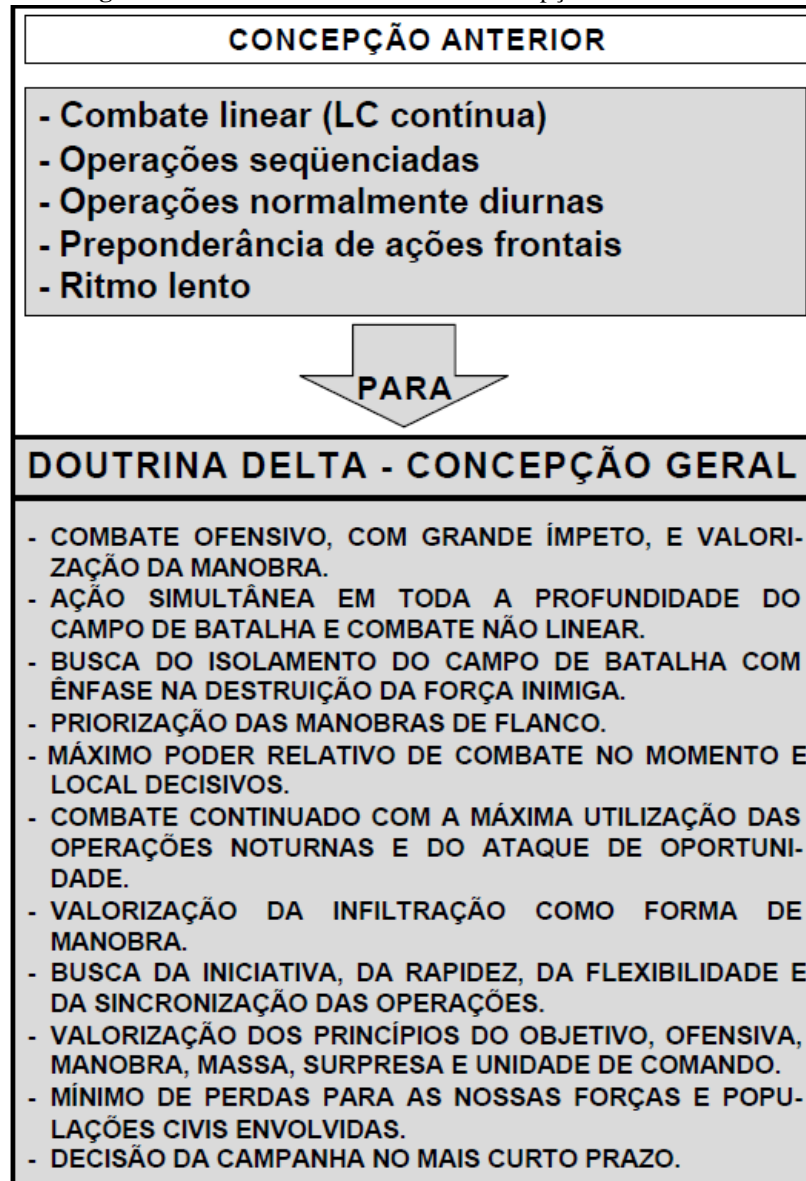 CONCEPÇÃO ANTERIOR
- Combate linear (LC contínua)
- Operações seqüenciadas
- Operações normalmente diurnas
- Preponderância de ações frontais
- Ritmo lento
PARA
DOUTRINA DELTA - CONCEPÇÃO GERAL
- COMBATE OFENSIVO, COM GRANDE ÍMPETO, E VALORI-
ZAÇÃO DA MANOBRA.
- AÇÃO SIMULTÂNEA EM TODA A PROFUNDIDADE DO
CAMPO DE BATALHA E COMBATE NÃO LINEAR.
- BUSCA DO ISOLAMENTO DO CAMPO DE BATALHA COM
ÊNFASE NA DESTRUIÇÃO DA FORÇA INIMIGA.
- PRIORIZAÇÃO DAS MANOBRAS DE FLANCO.
- MÁXIMO PODER RELATIVO DE COMBATE NO MOMENTO E
LOCAL DECISIVOS.
- COMBATE CONTINUADO COM A MÁXIMA UTILIZAÇÃO DAS
OPERAÇÕES NOTURNAS E DO ATAQUE DE OPORTUNI-
DADE.
- VALORIZAÇÃO DA INFILTRAÇÃO COMO FORMA DE
MANOBRA.
- BUSCA DA INICIATIVA, DA RAPIDEZ, DA FLEXIBILIDADE E
DA SINCRONIZAÇÃO DAS OPERAÇÕES.
- VALORIZAÇÃO DOS PRINCÍPIOS DO OBJETIVO, OFENSIVA,
MANOBRA, MASSA, SURPRESA E UNIDADE DE COMANDO.
- MÍNIMO DE PERDAS PARA AS NOSSAS FORÇAS E POPU-
LAÇÕES CIVIS ENVOLVIDAS.
- DECISÃO DA CAMPANHA NO MAIS CURTO PRAZO.